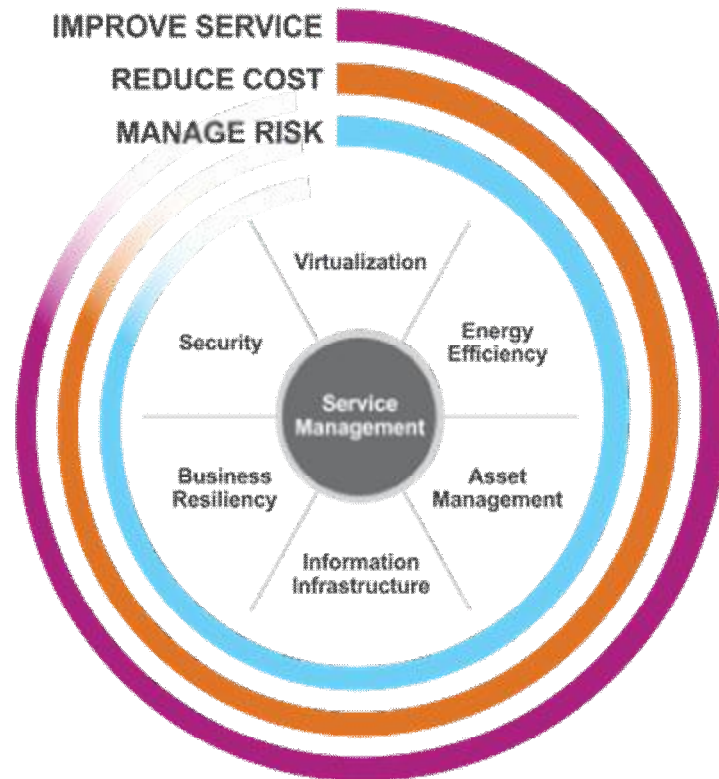 IMPROVE SERVICE
REDUCE COST
MANAGE RISK
Virtualization
Security
Energy
Efficiency
Service
Management
Business
Resiliency
Asset
Management
Information
Infrastructure